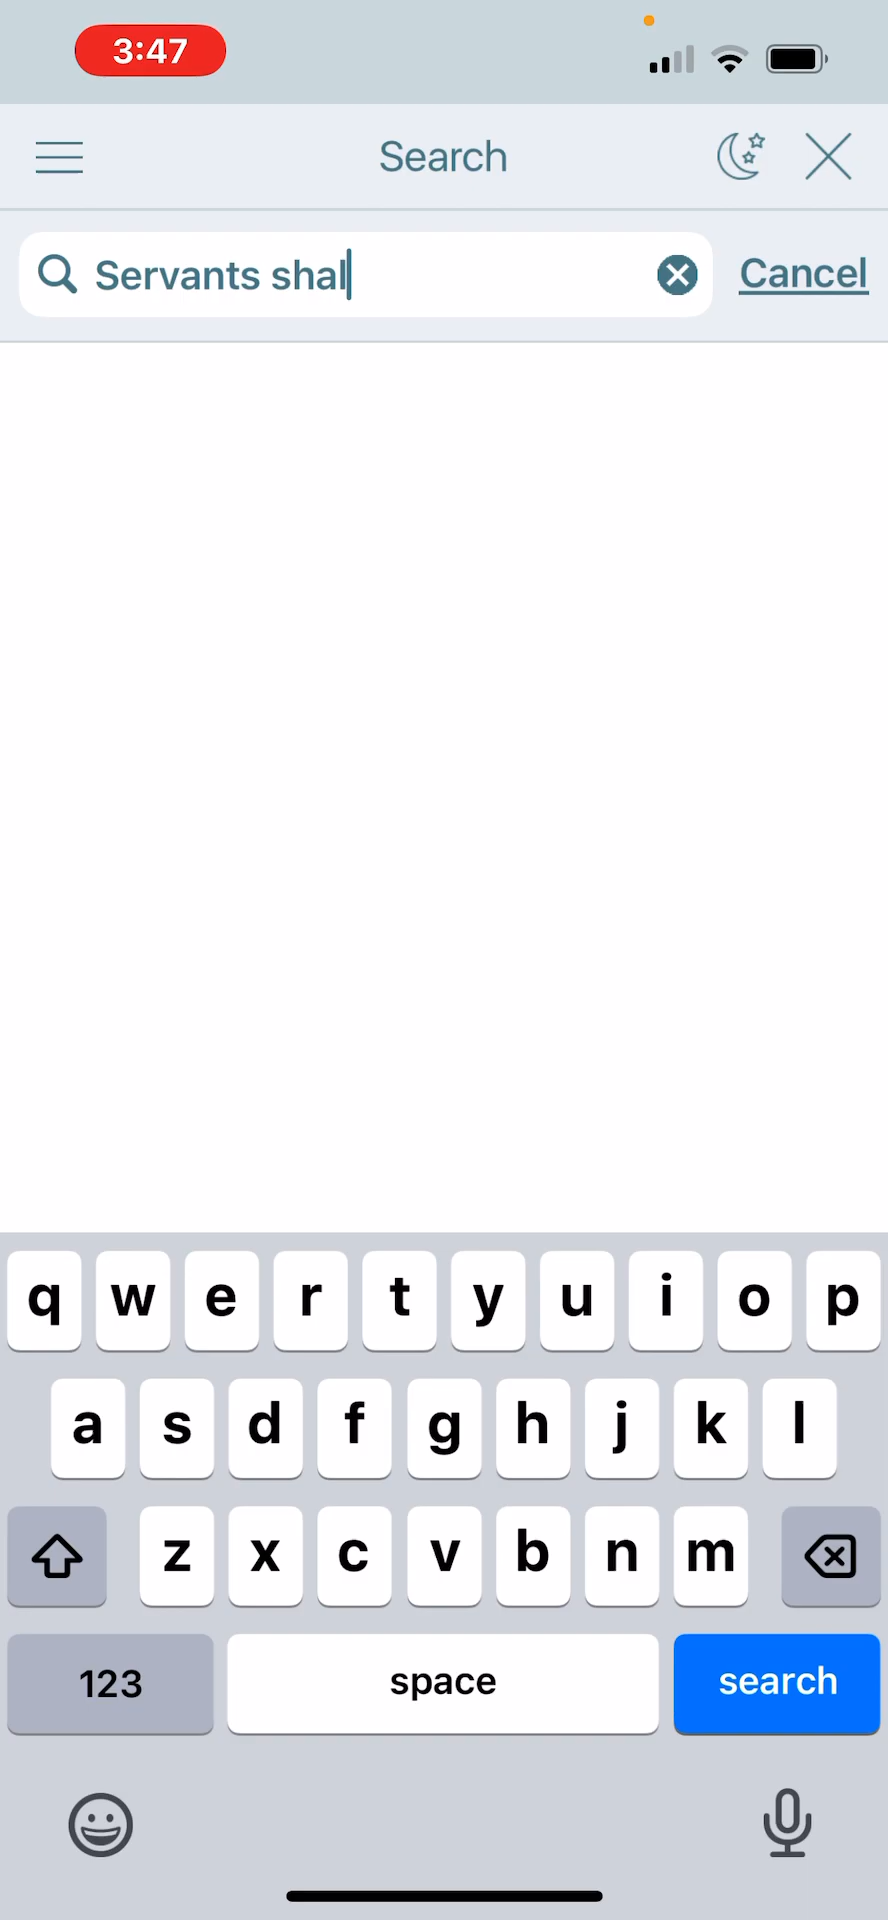 3:47
Search
Servants shal
Cancel
q w e r t y u i o p
a s d f g h j k l
z x c v b n m
123 space search